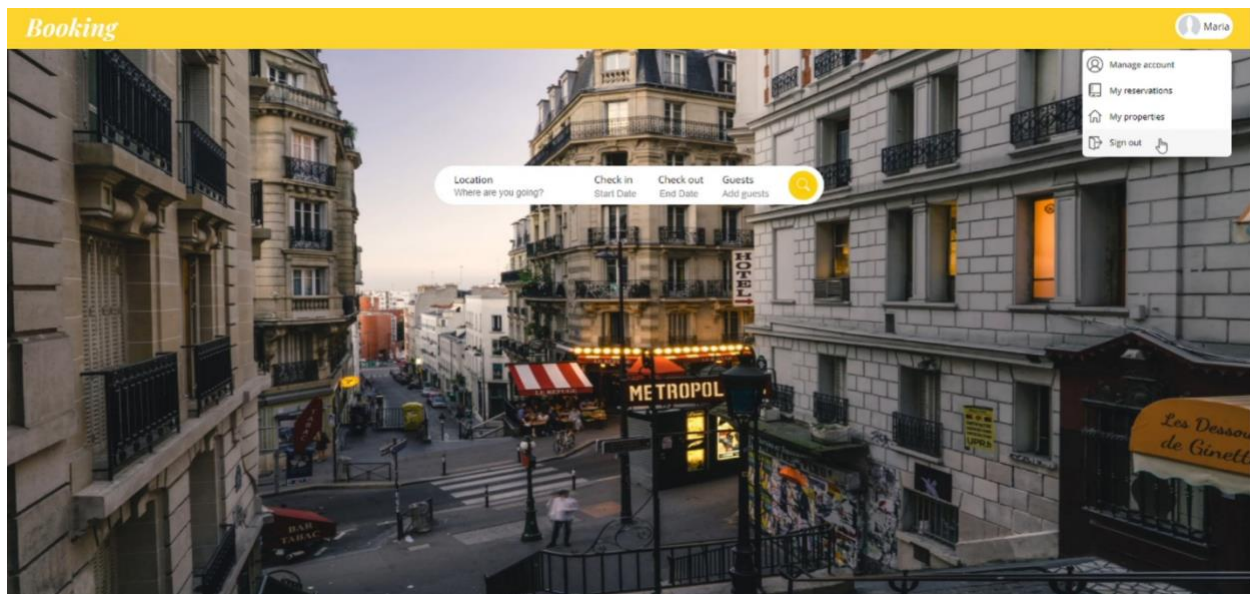 Booking
Maria
Manage account
My reservations
My properties
Sign out
Location
Where are you going?
Check in
Start Date
Check out
End Date
Guests
Add guests
HOTEL
METROPOL
BAR
TABAC
UPR
Les Dessou
de Ginett